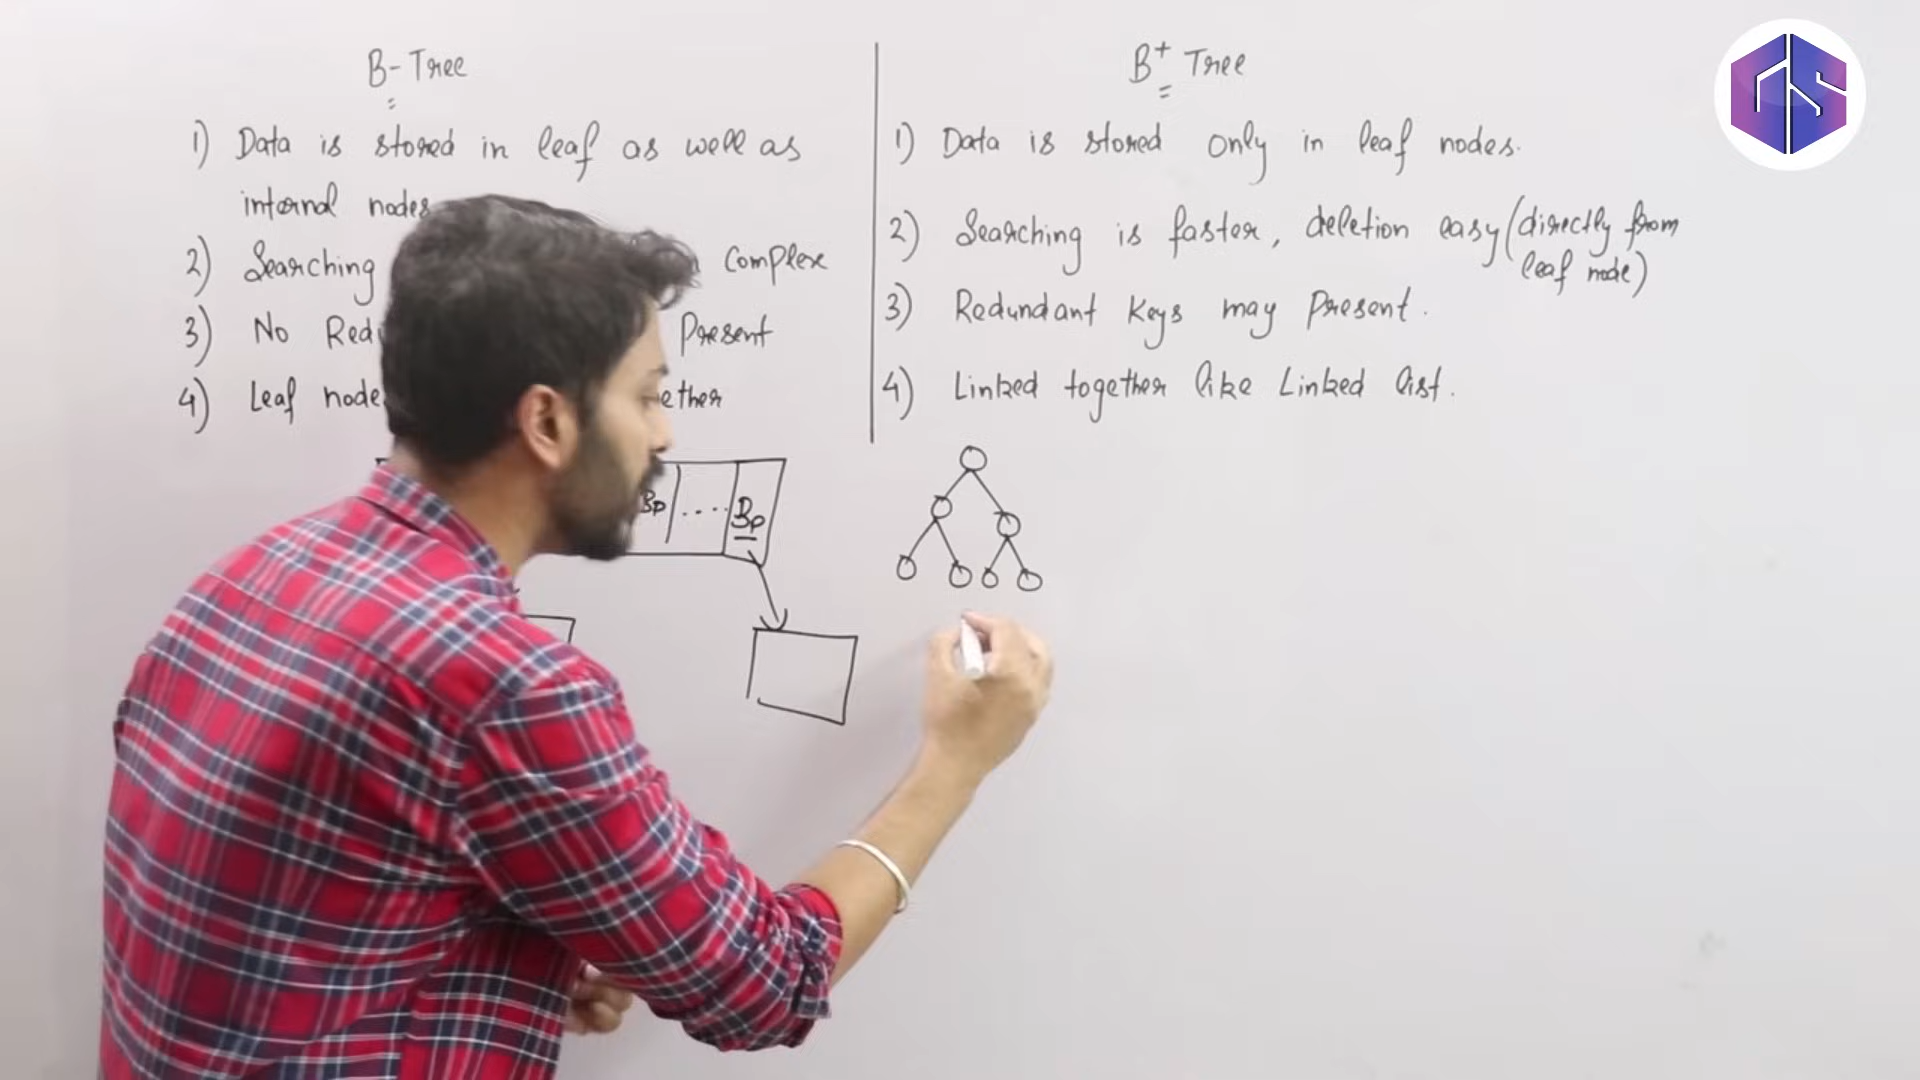 B- Tree
1) Data is stored in leaf as well as
internal nodes
2) Searching complex
3) No Present
4) Leaf node
Bp .... Bp
B+ Tree
1) Data is stored only in leaf nodes.
2) Searching is faster, deletion easy (directly from
leaf node)
3) Redundant Keys may Present.
4) Linked together like Linked list.